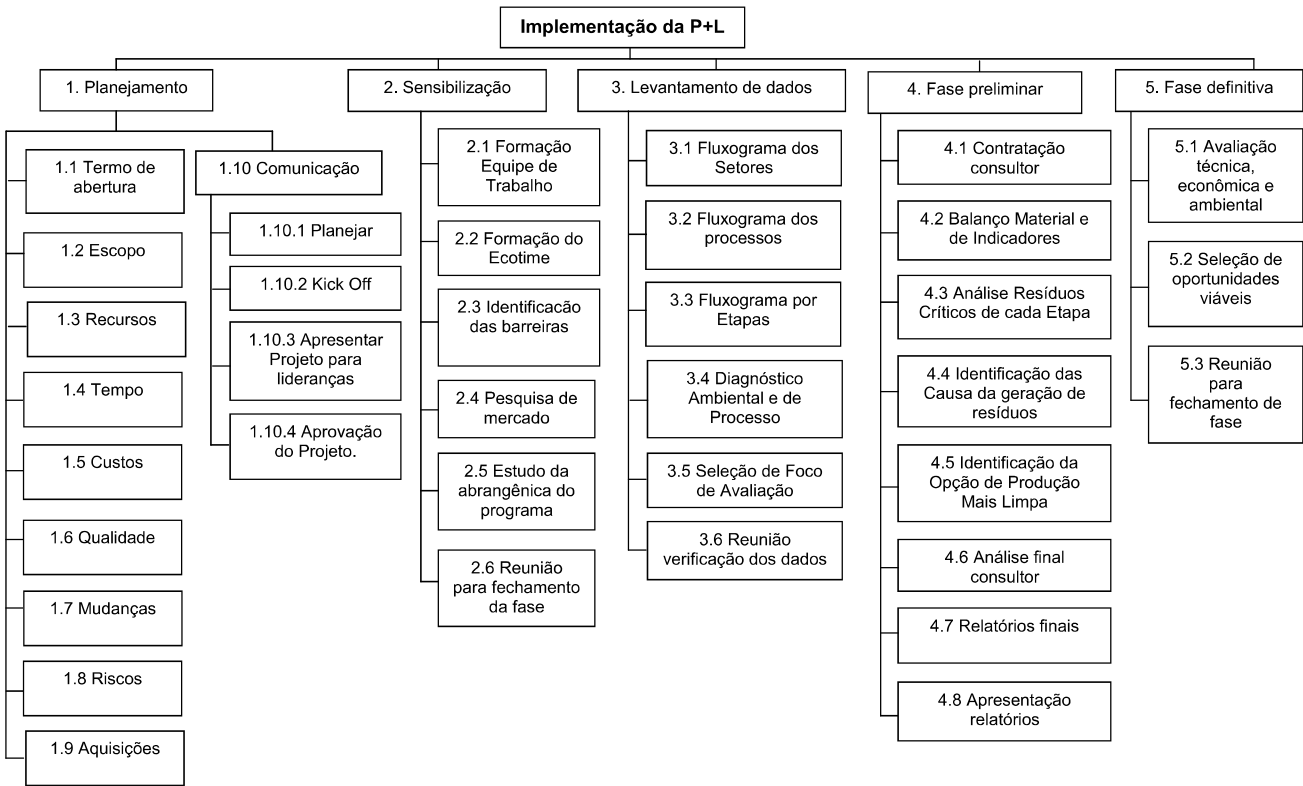 Implementação da P+L
1. Planejamento
1.1 Termo de
abertura
1.2 Escopo
1.3 Recursos
1.4 Tempo
1.5 Custos
1.6 Qualidade
1.7 Mudanças
1.8 Riscos
1.9 Aquisições
1.10 Comunicação
1.10.1 Planejar
1.10.2 Kick Off
1.10.3 Apresentar
Projeto para
lideranças
1.10.4 Aprovação
do Projeto.
2. Sensibilização
2.1 Formação
Equipe de
Trabalho
2.2 Formação do
Ecotime
2.3 Identificacão
das barreiras
2.4 Pesquisa de
mercado
2.5 Estudo da
abrangênica do
programa
2.6 Reunião
para fechamento
da fase
3. Levantamento de dados
3.1 Fluxograma dos
Setores
3.2 Fluxograma dos
processos
3.3 Fluxograma por
Etapas
3.4 Diagnóstico
Ambiental e de
Processo
3.5 Seleção de Foco
de Avaliação
3.6 Reunião
verificação dos dados
4. Fase preliminar
4.1 Contratação
consultor
4.2 Balanço Material e
de Indicadores
4.3 Análise Resíduos
Críticos de cada Etapa
4.4 Identificação das
Causa da geração de
resíduos
4.5 Identificação da
Opção de Produção
Mais Limpa
4.6 Análise final
consultor
4.7 Relatórios finais
4.8 Apresentação
relatórios
5. Fase definitiva
5.1 Avaliação
técnica,
econômica e
ambiental
5.2 Seleção de
oportunidades
viáveis
5.3 Reunião
para
fechamento de
fase